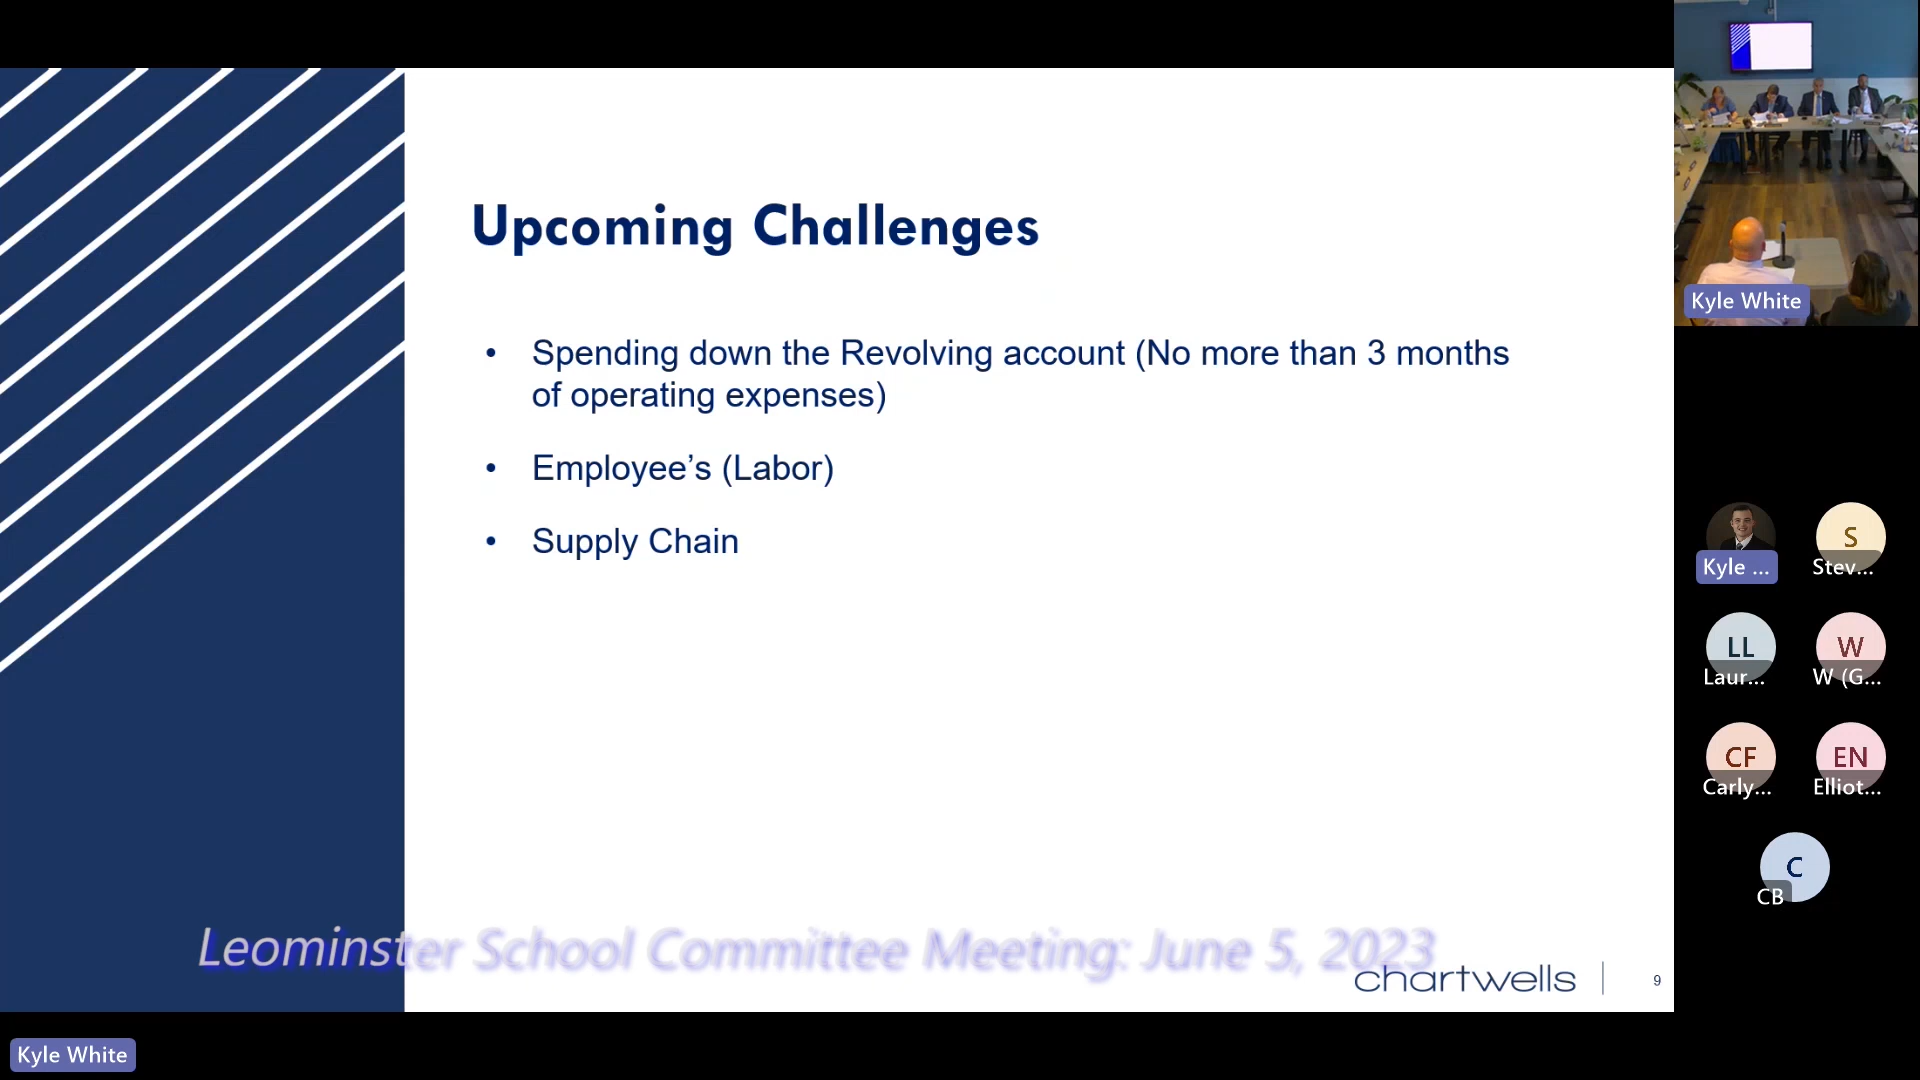 Upcoming Challenges
• Spending down the Revolving account (No more than 3 months
of operating expenses)
• Employee’s (Labor)
• Supply Chain
Leominster School Committee Meeting: June 5, 2023
chartwells
9
Kyle White
Kyle White
Kyle ...
S
Stev...
LL
Laur...
W
W (G...
CF
Carly...
EN
Elliot...
C
CB